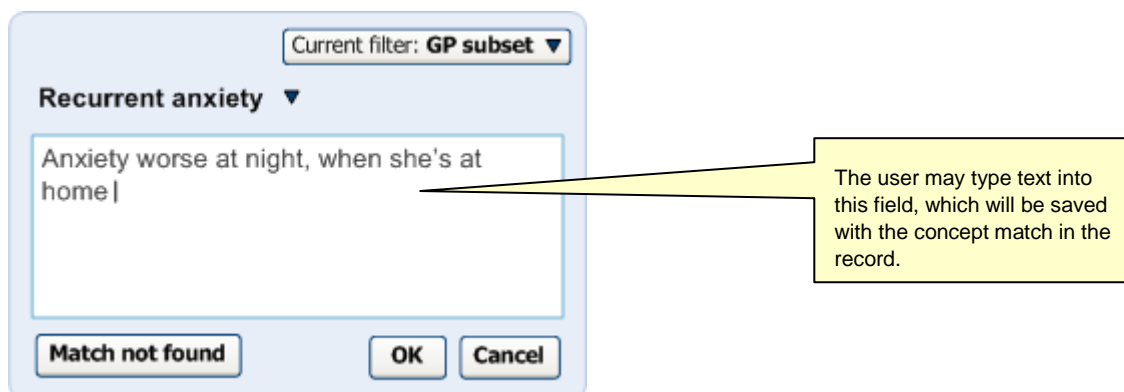 Current filter: GP subset ▼
Recurrent anxiety ▼
Anxiety worse at night, when she's at
home
The user may type text into
this field, which will be saved
with the concept match in the
record.
Match not found
OK
Cancel